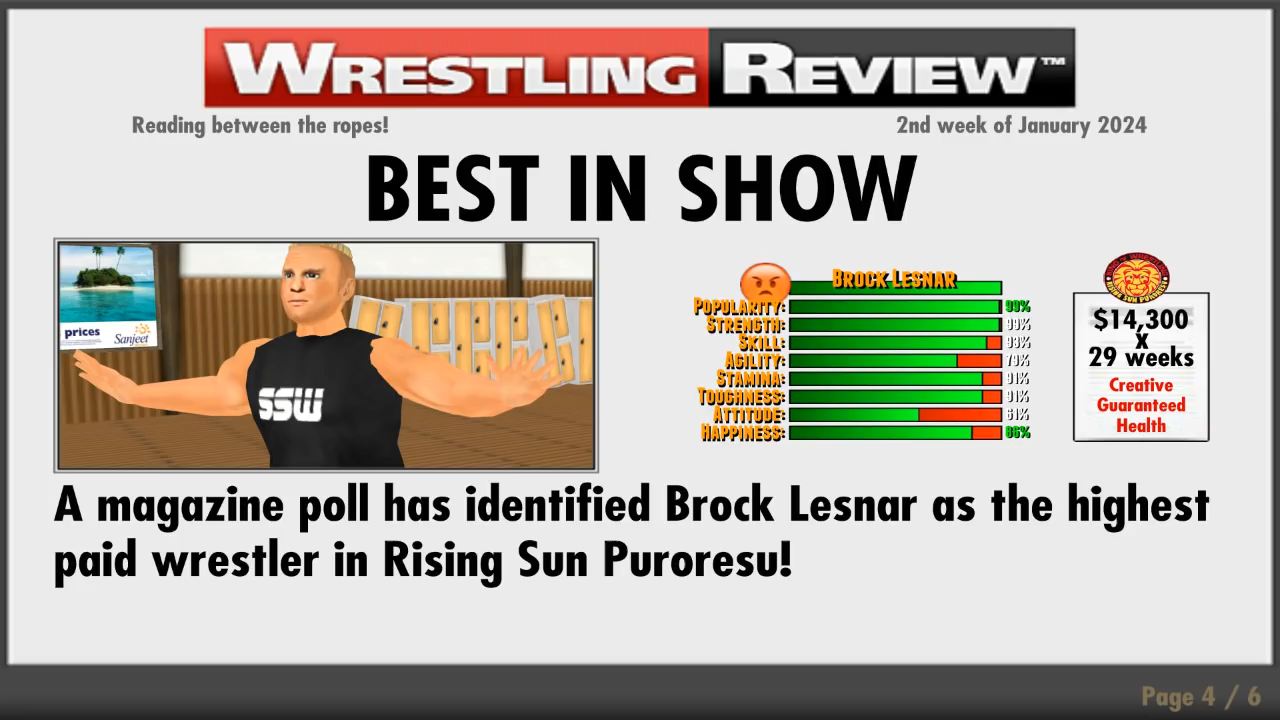 WRESTLING REVIEW™
Reading between the ropes!
2nd week of January 2024
BEST IN SHOW
prices
Sanjeet
SSW
BROCK LESNAR
POPULARITY: 99%
STRENGTH: 99%
SKILL: 93%
AGILITY: 79%
STAMINA: 91%
TOUGHNESS: 91%
ATTITUDE: 61%
HAPPINESS: 86%
$14,300
X
29 weeks
Creative
Guaranteed
Health
A magazine poll has identified Brock Lesnar as the highest
paid wrestler in Rising Sun Puroresu!
Page 4 / 6